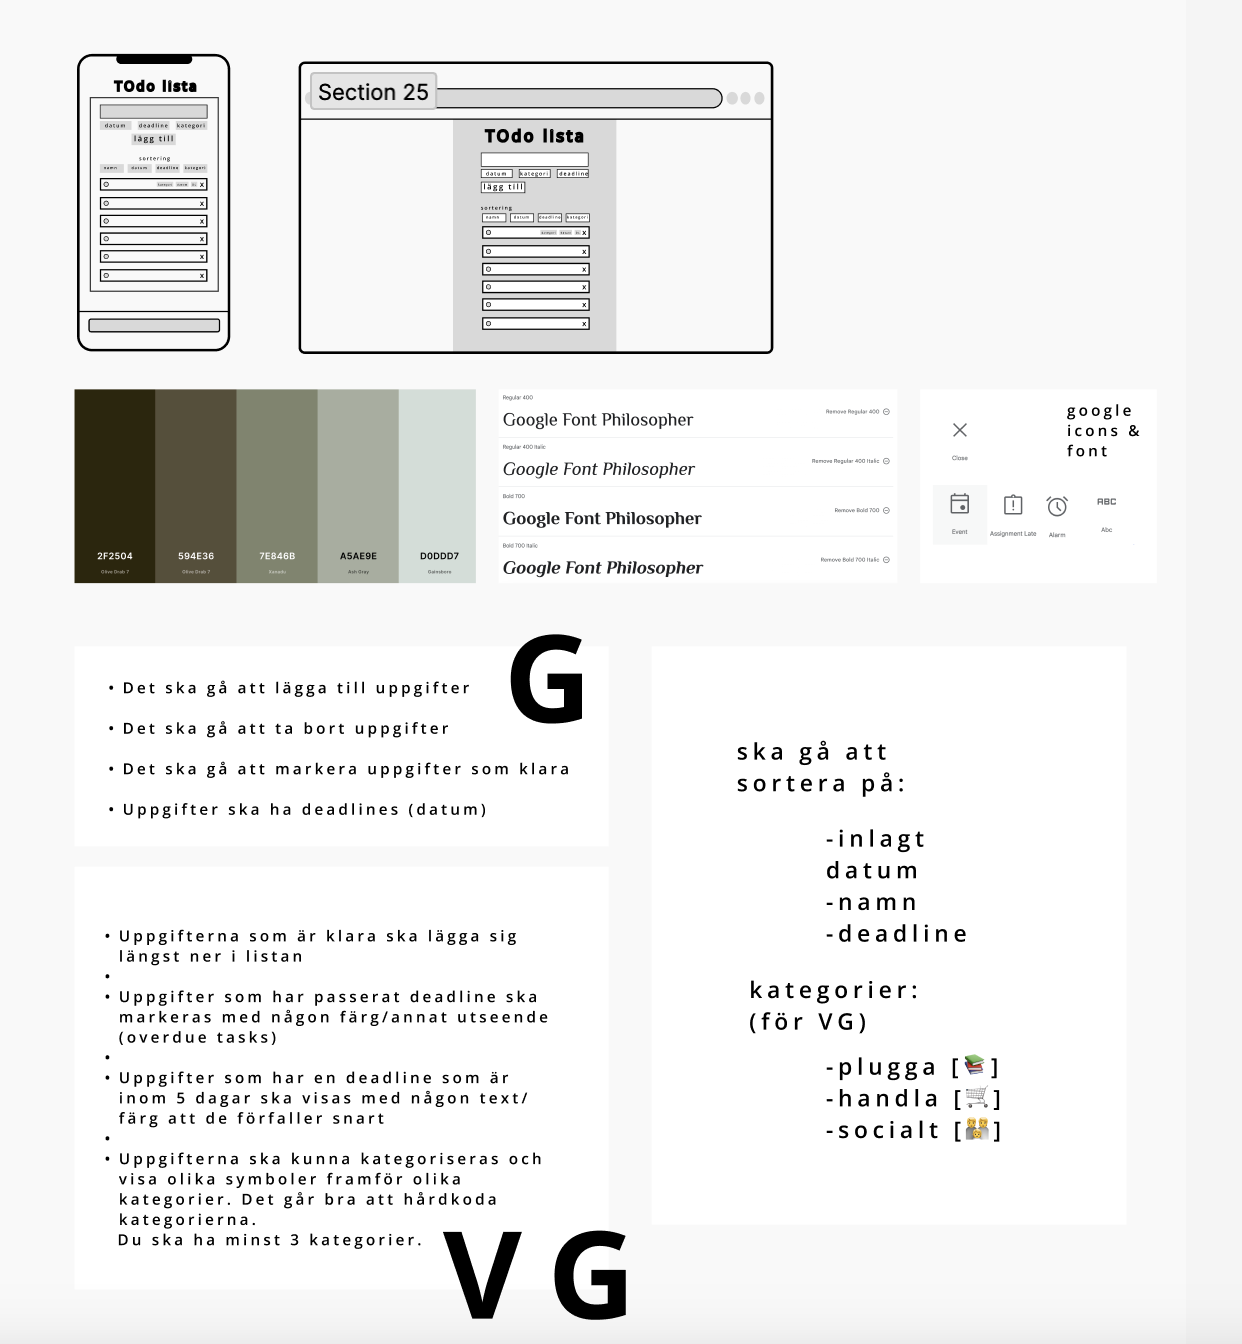 TOdo lista
datum deadline kategori
lägg till
sortering
namn datum deadline kategori
x
x
x
x
x
x
Section 25
TOdo lista
datum kategori deadline
lägg till
sortering
namn datum deadline kategori
x
x
x
x
x
x
2F2504
Olive Drab 7
594E36
Olive Drab 7
7E846B
A5AE9E
Ash Gray
D0DDD7
Gainsboro
Regular 400
Google Font Philosopher
Remove Regular 400
Regular 400 Italic
Google Font Philosopher
Remove Regular 400 Italic
Bold 700
Google Font Philosopher
Remove Bold 700
Bold 700 Italic
Google Font Philosopher
Remove Bold 700 Italic
google
icons &
font
Close
Event
Assignment Late
Alarm
ABC
Abc
G
• Det ska gå att lägga till uppgifter
• Det ska gå att ta bort uppgifter
• Det ska gå att markera uppgifter som klara
• Uppgifter ska ha deadlines (datum)
• Uppgifterna som är klara ska lägga sig
längst ner i listan
•
• Uppgifter som har passerat deadline ska
markeras med någon färg/annat utseende
(overdue tasks)
•
• Uppgifter som har en deadline som är
inom 5 dagar ska visas med någon text/
färg att de förfaller snart
•
• Uppgifterna ska kunna kategoriseras och
visa olika symboler framför olika
kategorier. Det går bra att hårdkoda
kategorierna.
Du ska ha minst 3 kategorier.
VG
ska gå att
sortera på:
-inlagt
datum
-namn
-deadline
kategorier:
(för VG)
-plugga [📚]
-handla [🛒]
-socialt [👨‍👩‍👦]